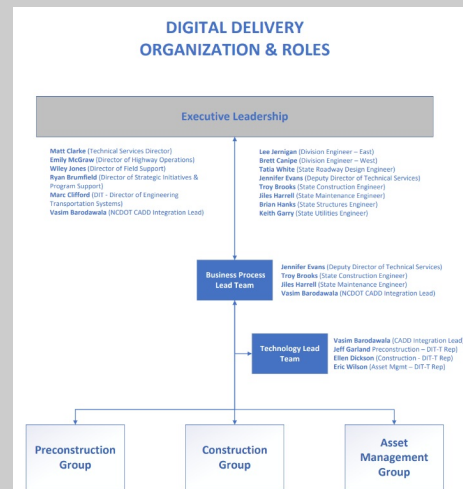 DIGITAL DELIVERY
ORGANIZATION & ROLES
Executive Leadership
Matt Clarke (Technical Services Director)
Emily McGraw (Director of Highway Operations)
Wiley Jones (Director of Field Support)
Ryan Brumfield (Director of Strategic Initiatives &
Program Support)
Marc Clifford (DIT - Director of Engineering
Transportation Systems)
Vasim Barodawala (NCDOT CADD Integration Lead)
Lee Jernigan (Division Engineer – East)
Brett Canipe (Division Engineer – West)
Tatia White (State Roadway Design Engineer)
Jennifer Evans (Deputy Director of Technical Services)
Troy Brooks (State Construction Engineer)
Jiles Harrell (State Maintenance Engineer)
Brian Hanks (State Structures Engineer)
Keith Garry (State Utilities Engineer)
Business Process
Lead Team
Jennifer Evans (Deputy Director of Technical Services)
Troy Brooks (State Construction Engineer)
Jiles Harrell (State Maintenance Engineer)
Vasim Barodawala (NCDOT CADD Integration Lead)
Technology Lead
Team
Vasim Barodawala (CADD Integration Lead)
Jeff Garland Preconstruction – DIT-T Rep)
Ellen Dickson (Construction - DIT-T Rep)
Eric Wilson (Asset Mgmt – DIT-T Rep)
Preconstruction
Group
Construction
Group
Asset
Management
Group